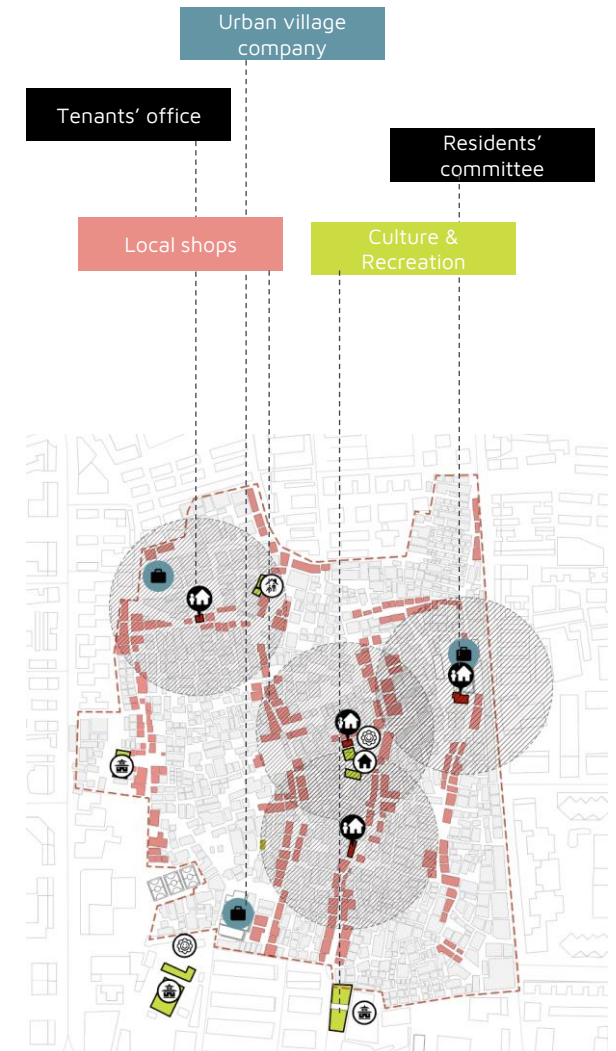 Urban village
company
Tenants’ office
Residents’
committee
Local shops
Culture &
Recreation